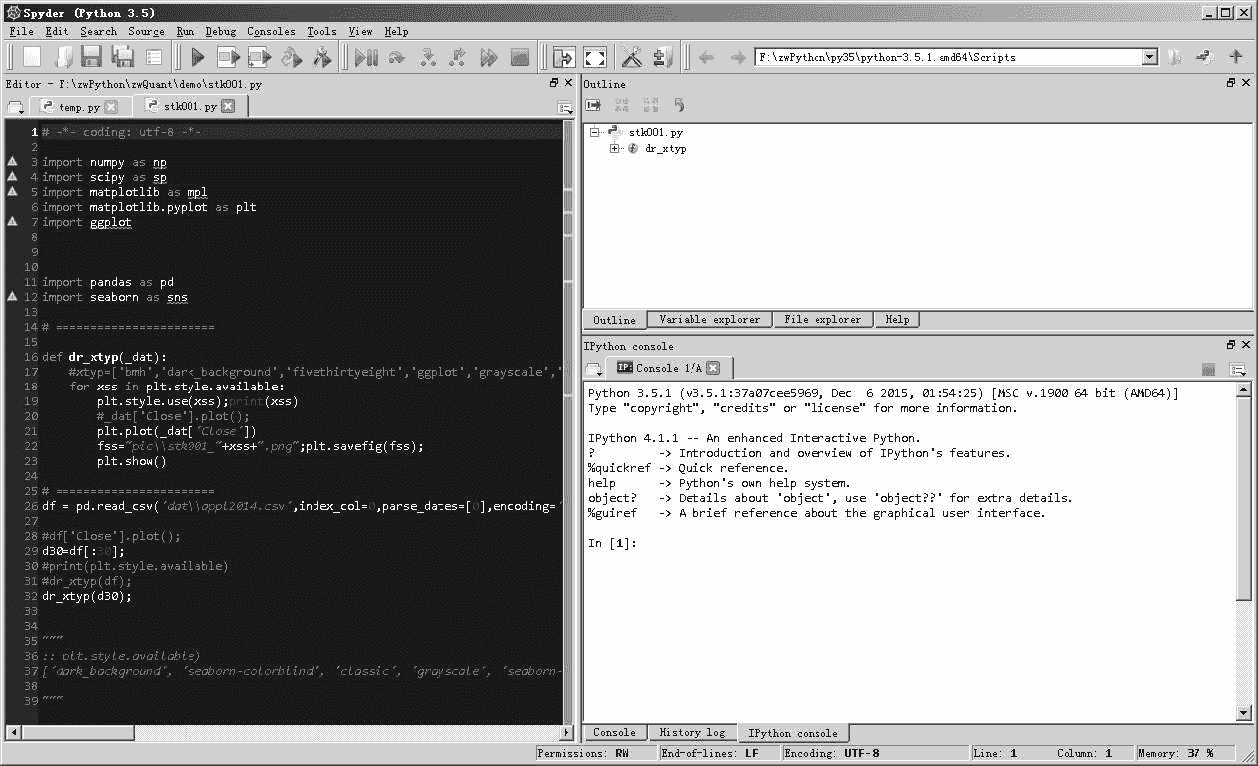 Spyder (Python 3.5)
File Edit Search Source Run Debug Consoles Tools View Help
F:\zwPython\py35\python-3.5.1.amd64\Scripts
Editor - F:\zwPython\zwQuant\demo\stk001.py
temp.py
stk001.py
1 # -*- coding: utf-8 -*-
2
3 import numpy as np
4 import scipy as sp
5 import matplotlib as mpl
6 import matplotlib.pyplot as plt
7 import ggplot
8
9
10
11 import pandas as pd
12 import seaborn as sns
13
14 # =======================
15
16 def dr_xtyp(_dat):
17 #xtyp=['bmh','dark_background','fivethirtyeight','ggplot','grayscale','
18 for xss in plt.style.available:
19 plt.style.use(xss);print(xss)
20 #_dat['Close'].plot();
21 plt.plot(_dat['Close'])
22 fss="pic\\stk001_"+xss+".png";plt.savefig(fss);
23 plt.show()
24
25 # =======================
26 df = pd.read_csv('dat\\appl2014.csv',index_col=0,parse_dates=[0],encoding='
27
28 #df['Close'].plot();
29 d30=df[:30];
30 #print(plt.style.available)
31 #dr_xtyp(df);
32 dr_xtyp(d30);
33
34
35 """
36 :: plt.style.available)
37 ['dark_background', 'seaborn-colorblind', 'classic', 'grayscale', 'seaborn-
38
39 """
Outline
stk001.py
dr_xtyp
Outline Variable explorer File explorer Help
IPython console
IP: Console 1/A
Python 3.5.1 (v3.5.1:37a07cee5969, Dec  6 2015, 01:54:25) [MSC v.1900 64 bit (AMD64)]
Type "copyright", "credits" or "license" for more information.
IPython 4.1.1 -- An enhanced Interactive Python.
?         -> Introduction and overview of IPython's features.
%quickref -> Quick reference.
help      -> Python's own help system.
object?   -> Details about 'object', use 'object??' for extra details.
%guiref   -> A brief reference about the graphical user interface.
In [1]:
Console History log IPython console
Permissions: RW End-of-lines: LF Encoding: UTF-8 Line: 1 Column: 1 Memory: 37 %